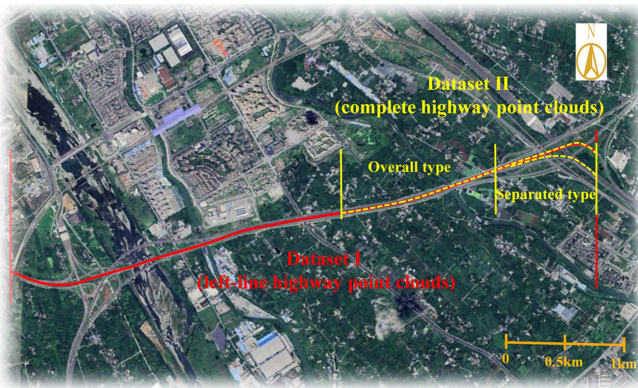 N
Dataset II
(complete highway point clouds)
Overall type
Separated type
Dataset I
(left-line highway point clouds)
0
0.5km
1km